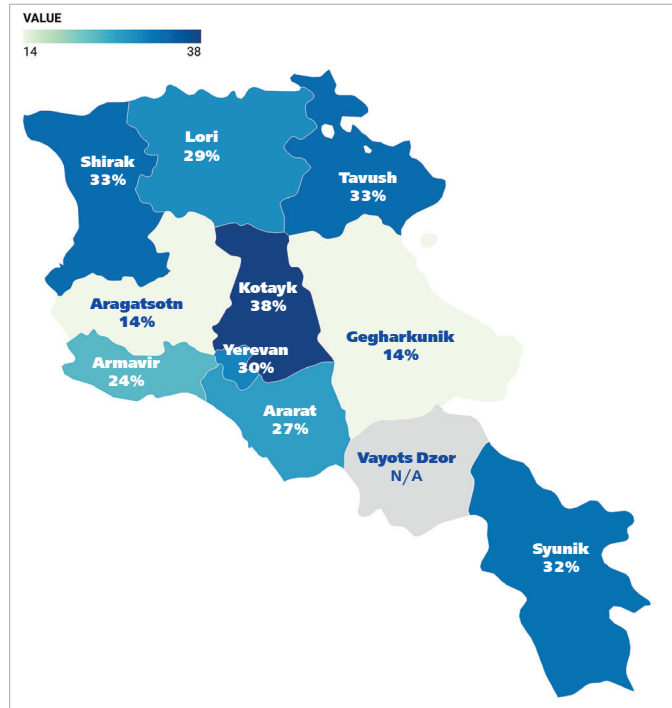 VALUE
14 38
Lori
29%
Shirak
33%
Tavush
33%
Kotayk
38%
Aragatsotn
14%
Gegharkunik
14%
Yerevan
30%
Armavir
24%
Ararat
27%
Vayots Dzor
N/A
Syunik
32%